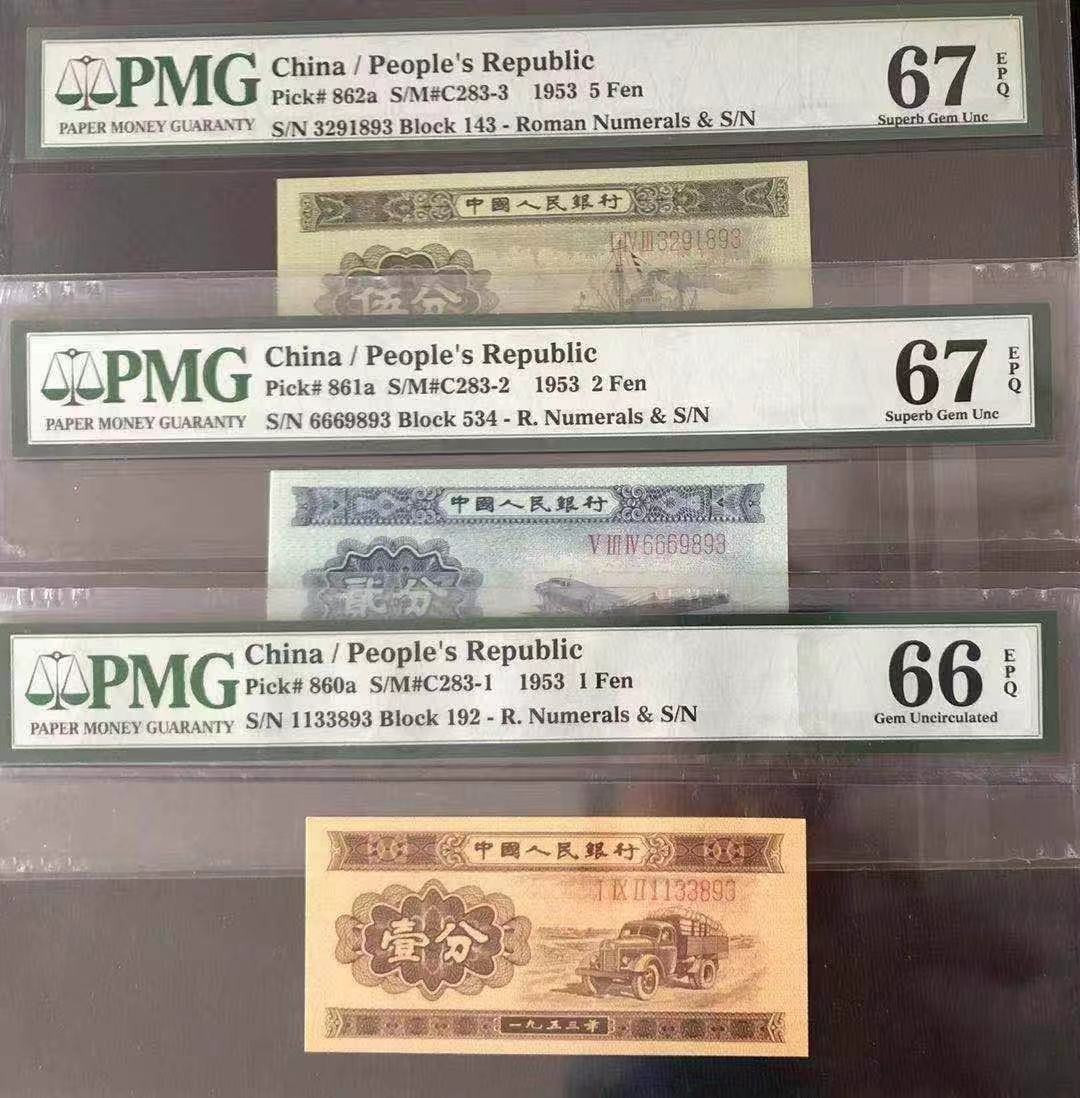 PMG
PAPER MONEY GUARANTY
China / People's Republic
Pick# 862a S/M#C283-3 1953 5 Fen
S/N 3291893 Block 143 - Roman Numerals & S/N
67
EPQ
Superb Gem Unc
中國人民銀行
I IV III 3291893
伍分
PMG
PAPER MONEY GUARANTY
China / People's Republic
Pick# 861a S/M#C283-2 1953 2 Fen
S/N 6669893 Block 534 - R. Numerals & S/N
67
EPQ
Superb Gem Unc
中國人民銀行
V III IV 6669893
貳分
PMG
PAPER MONEY GUARANTY
China / People's Republic
Pick# 860a S/M#C283-1 1953 1 Fen
S/N 1133893 Block 192 - R. Numerals & S/N
66
EPQ
Gem Uncirculated
中國人民銀行
I IX II 1133893
壹分
一九五三年